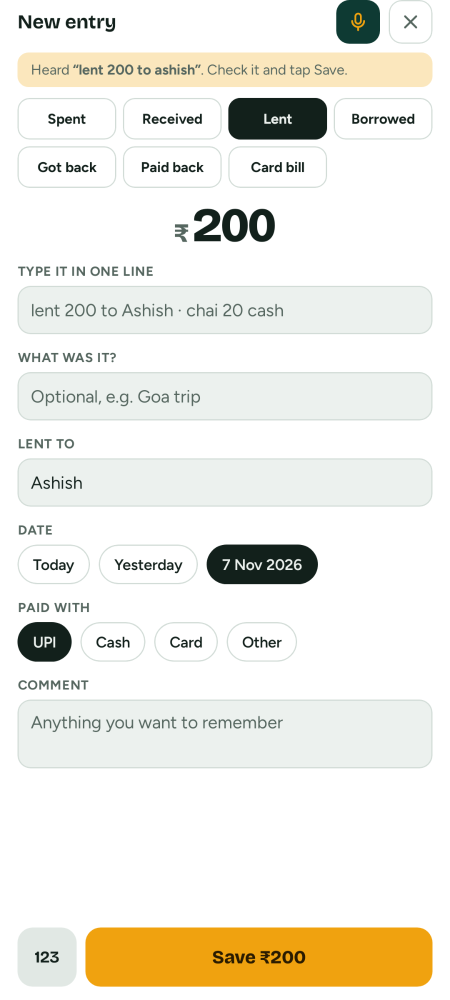 New entry
Heard “lent 200 to ashish”. Check it and tap Save.
Spent Received Lent Borrowed
Got back Paid back Card bill
₹200
TYPE IT IN ONE LINE
lent 200 to Ashish · chai 20 cash
WHAT WAS IT?
Optional, e.g. Goa trip
LENT TO
Ashish
DATE
Today Yesterday 7 Nov 2026
PAID WITH
UPI Cash Card Other
COMMENT
Anything you want to remember
123 Save ₹200